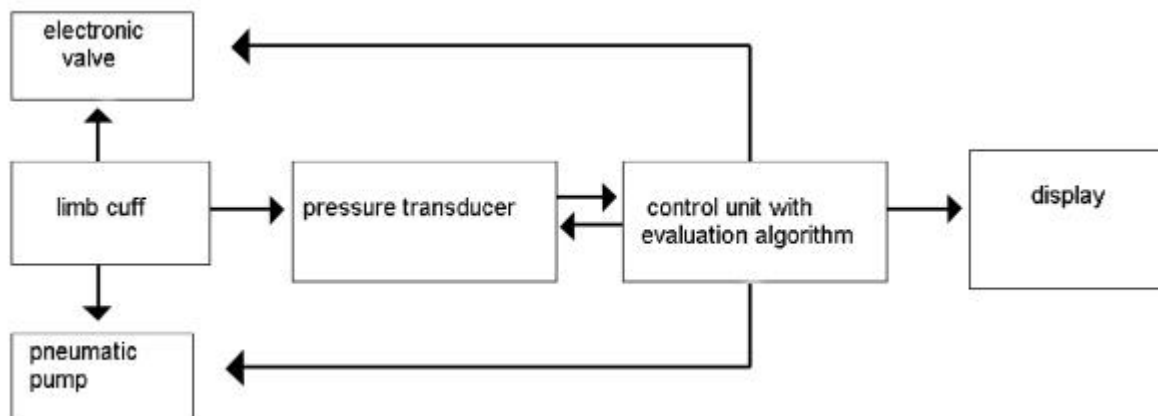 electronic
valve
limb cuff
pressure transducer
control unit with
evaluation algorithm
display
pneumatic
pump